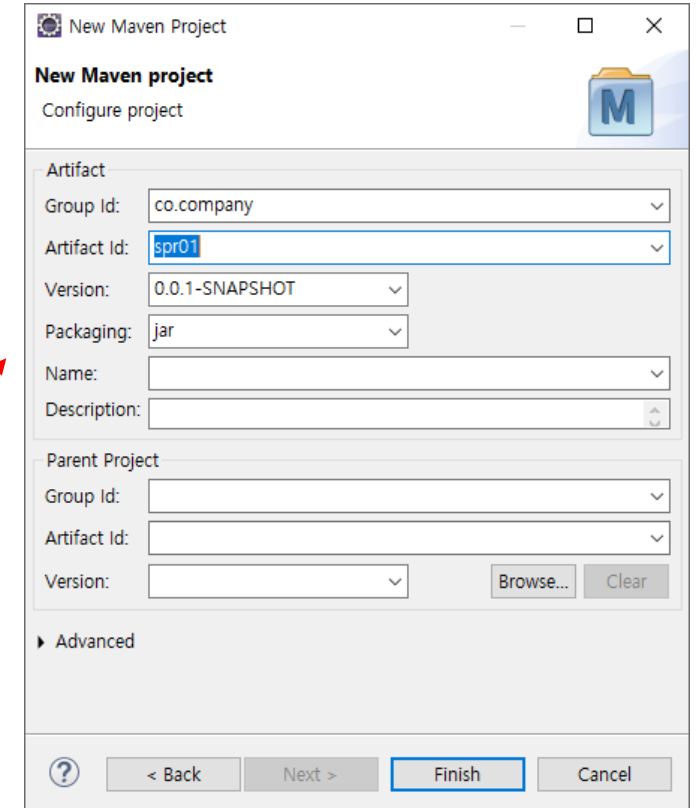 New Maven Project
New Maven project
Configure project
M
Artifact
Group Id: co.company
Artifact Id: spr01
Version: 0.0.1-SNAPSHOT
Packaging: jar
Name:
Description:
Parent Project
Group Id:
Artifact Id:
Version: Browse... Clear
Advanced
? < Back Next > Finish Cancel